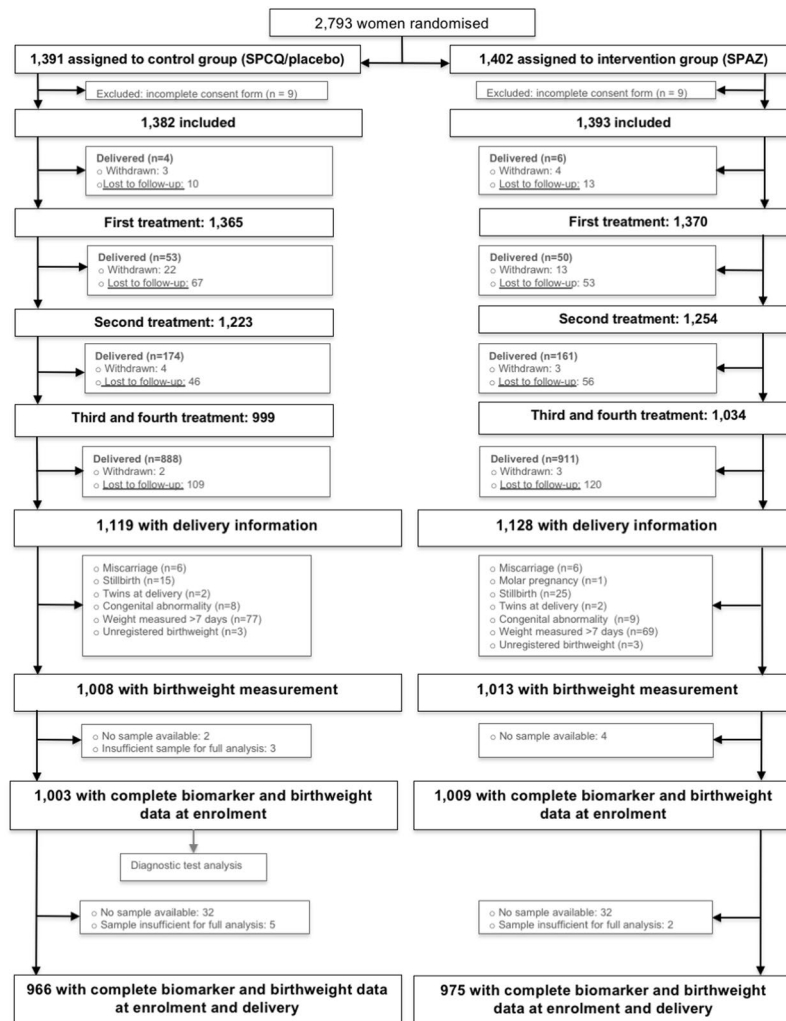 2,793 women randomised
1,391 assigned to control group (SPCQ/placebo)
1,402 assigned to intervention group (SPAZ)
Excluded: incomplete consent form (n = 9)
Excluded: incomplete consent form (n = 9)
1,382 included
1,393 included
Delivered (n=4)
○ Withdrawn: 3
○Lost to follow-up: 10
Delivered (n=6)
○ Withdrawn: 4
○ Lost to follow-up: 13
First treatment: 1,365
First treatment: 1,370
Delivered (n=53)
○ Withdrawn: 22
○ Lost to follow-up: 67
Delivered (n=50)
○ Withdrawn: 13
○ Lost to follow-up: 53
Second treatment: 1,223
Second treatment: 1,254
Delivered (n=174)
○ Withdrawn: 4
○ Lost to follow-up: 46
Delivered (n=161)
○ Withdrawn: 3
○ Lost to follow-up: 56
Third and fourth treatment: 999
Third and fourth treatment: 1,034
Delivered (n=888)
○ Withdrawn: 2
○ Lost to follow-up: 109
Delivered (n=911)
○ Withdrawn: 3
○ Lost to follow-up: 120
1,119 with delivery information
1,128 with delivery information
○ Miscarriage (n=6)
○ Stillbirth (n=15)
○ Twins at delivery (n=2)
○ Congenital abnormality (n=8)
○ Weight measured >7 days (n=77)
○ Unregistered birthweight (n=3)
○ Miscarriage (n=6)
○ Molar pregnancy (n=1)
○ Stillbirth (n=25)
○ Twins at delivery (n=2)
○ Congenital abnormality (n=9)
○ Weight measured >7 days (n=69)
○ Unregistered birthweight (n=3)
1,008 with birthweight measurement
1,013 with birthweight measurement
○ No sample available: 2
○ Insufficient sample for full analysis: 3
○ No sample available: 4
1,003 with complete biomarker and birthweight
data at enrolment
1,009 with complete biomarker and birthweight
data at enrolment
Diagnostic test analysis
○ No sample available: 32
○ Sample insufficient for full analysis: 5
○ No sample available: 32
○ Sample insufficient for full analysis: 2
966 with complete biomarker and birthweight data
at enrolment and delivery
975 with complete biomarker and birthweight
data at enrolment and delivery